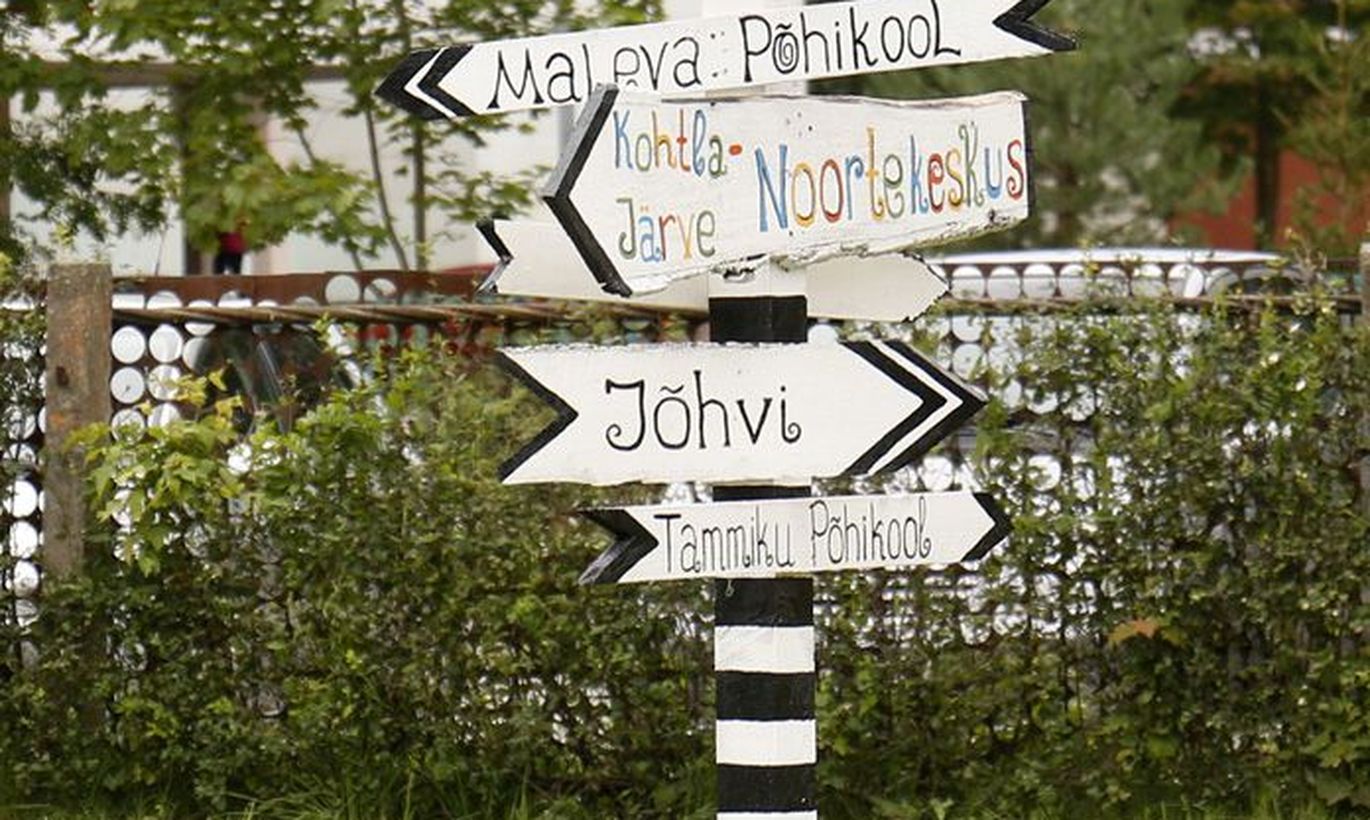 Maleva Põhikool
Kohtla-
Järve Noortekeskus
Jõhvi
Tammiku Põhikool